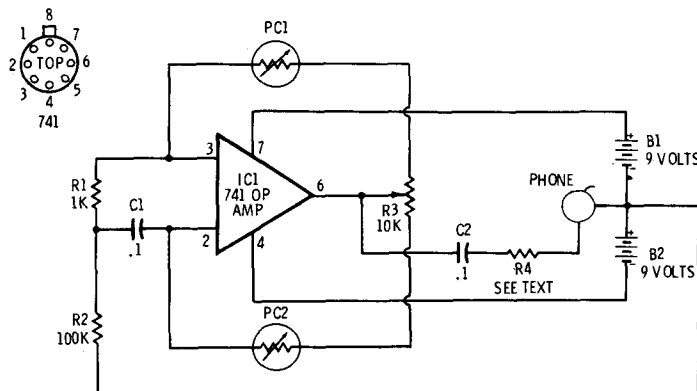 8
1 7
2 TOP 6
3 5
4
741
PC1
3
7
IC1
741 OP
AMP
6
2
4
R1
1K
C1
.1
R2
100K
R3
10K
C2
.1
R4
SEE TEXT
PHONE
B1
9 VOLTS
B2
9 VOLTS
+
+
PC2